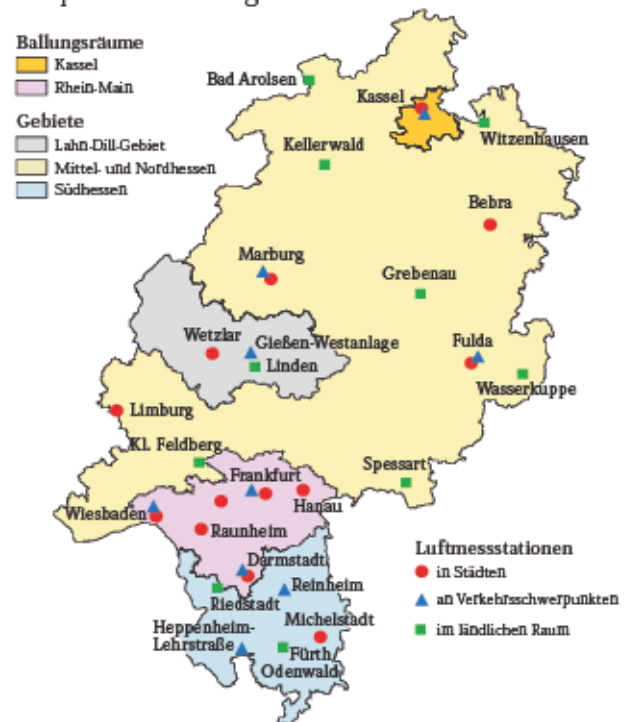 Ballungsräume
Kassel
Rhein-Main
Gebiete
Lahn-Dill-Gebiet
Mittel- und Nordhessen
Südhessen
Bad Arolsen
Kassel
Witzenhausen
Kellerwald
Bebra
Marburg
Grebenau
Wetzlar
Gießen-Westanlage
Linden
Fulda
Wasserkuppe
Limburg
Kl. Feldberg
Spessart
Frankfurt
Hanau
Wiesbaden
Raunheim
Darmstadt
Reinheim
Riedstadt
Michelstadt
Heppenheim-
Lehrstraße
Fürth/
Odenwald
Luftmessstationen
in Städten
an Verkehrsschwerpunkten
im ländlichen Raum